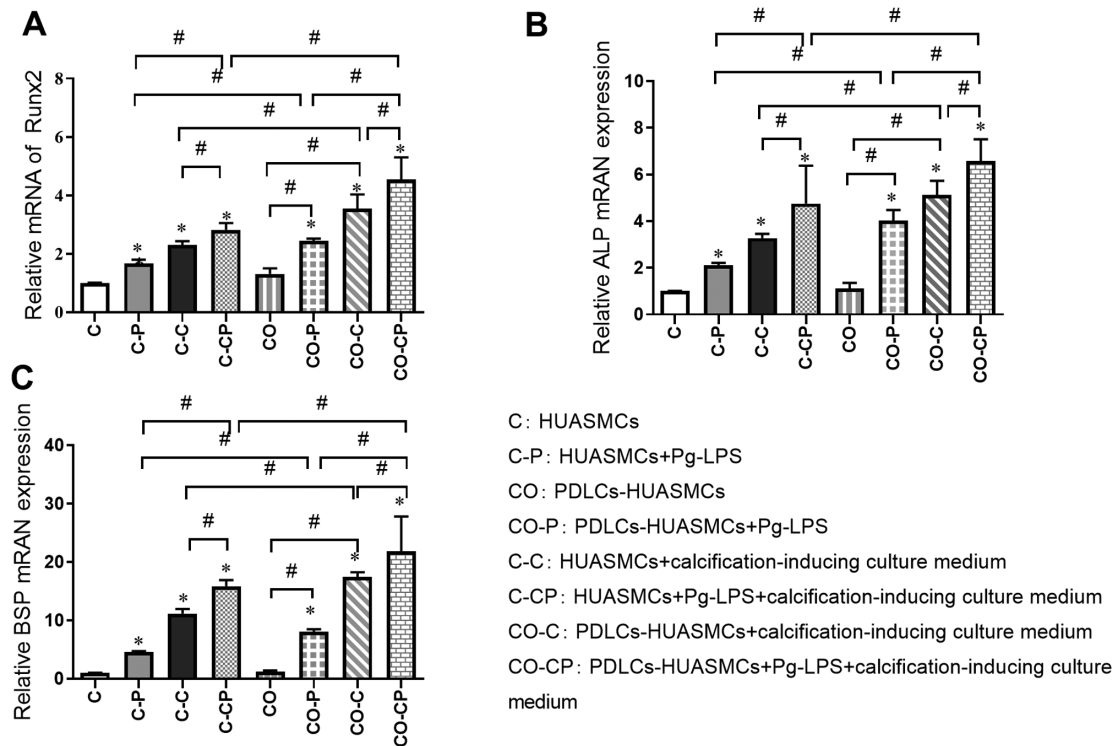 A
#
#
#
#
#
#
#
#
#
Relative mRNA of Runx2
8
6
4
2
0
*
*
*
*
*
*
C
C-P
C-C
C-CP
CO
CO-P
CO-C
CO-CP
B
#
#
#
#
#
#
#
#
#
Relative ALP mRAN expression
10
8
6
4
2
0
*
*
*
*
*
*
C
C-P
C-C
C-CP
CO
CO-P
CO-C
CO-CP
C
#
#
#
#
#
#
#
#
#
Relative BSP mRAN expression
40
30
20
10
0
*
*
*
*
*
*
C
C-P
C-C
C-CP
CO
CO-P
CO-C
CO-CP
C: HUASMCs
C-P: HUASMCs+Pg-LPS
CO: PDLCs-HUASMCs
CO-P: PDLCs-HUASMCs+Pg-LPS
C-C: HUASMCs+calcification-inducing culture medium
C-CP: HUASMCs+Pg-LPS+calcification-inducing culture medium
CO-C: PDLCs-HUASMCs+calcification-inducing culture medium
CO-CP: PDLCs-HUASMCs+Pg-LPS+calcification-inducing culture
medium